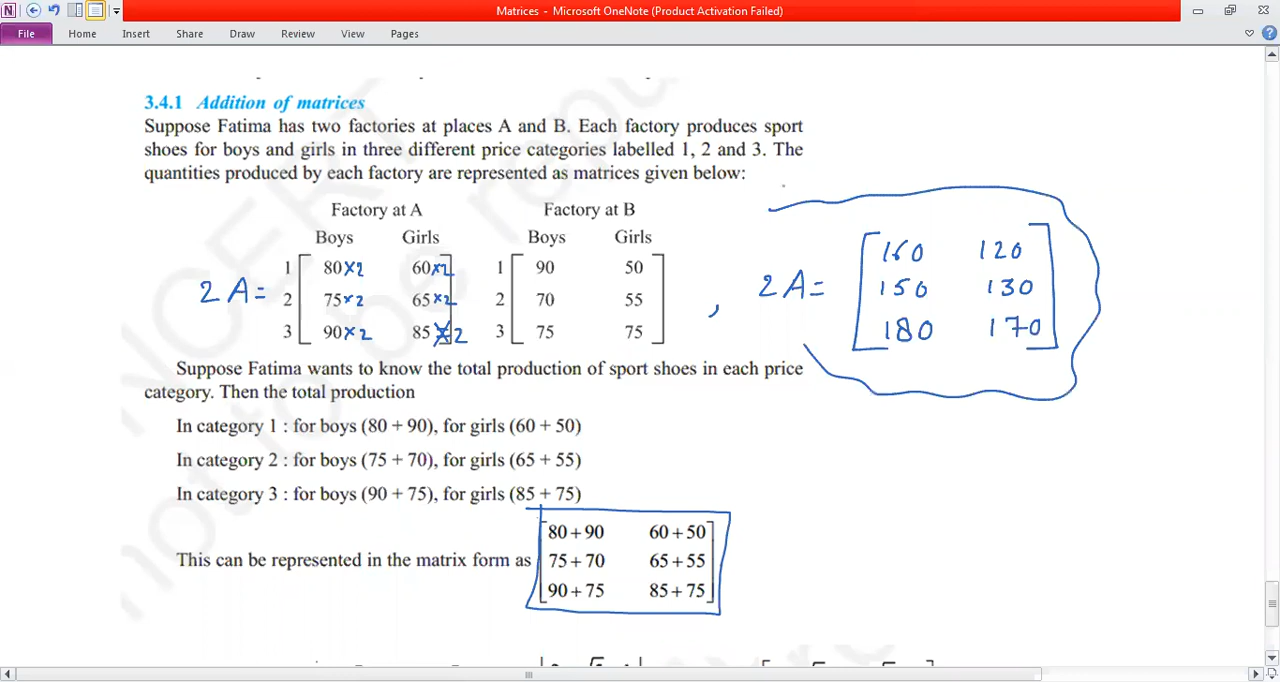 Matrices - Microsoft OneNote (Product Activation Failed)
File Home Insert Share Draw Review View Pages
3.4.1 Addition of matrices
Suppose Fatima has two factories at places A and B. Each factory produces sport
shoes for boys and girls in three different price categories labelled 1, 2 and 3. The
quantities produced by each factory are represented as matrices given below:
Factory at A Factory at B
Boys Girls Boys Girls
1 80×2 60×2 1 90 50
2A= 2 75×2 65×2 2 70 55
3 90×2 85×2 3 75 75
, 2A=
160 120
150 130
180 170
Suppose Fatima wants to know the total production of sport shoes in each price
category. Then the total production
In category 1 : for boys (80 + 90), for girls (60 + 50)
In category 2 : for boys (75 + 70), for girls (65 + 55)
In category 3 : for boys (90 + 75), for girls (85 + 75)
80 + 90 60 + 50
This can be represented in the matrix form as 75 + 70 65 + 55
90 + 75 85 + 75